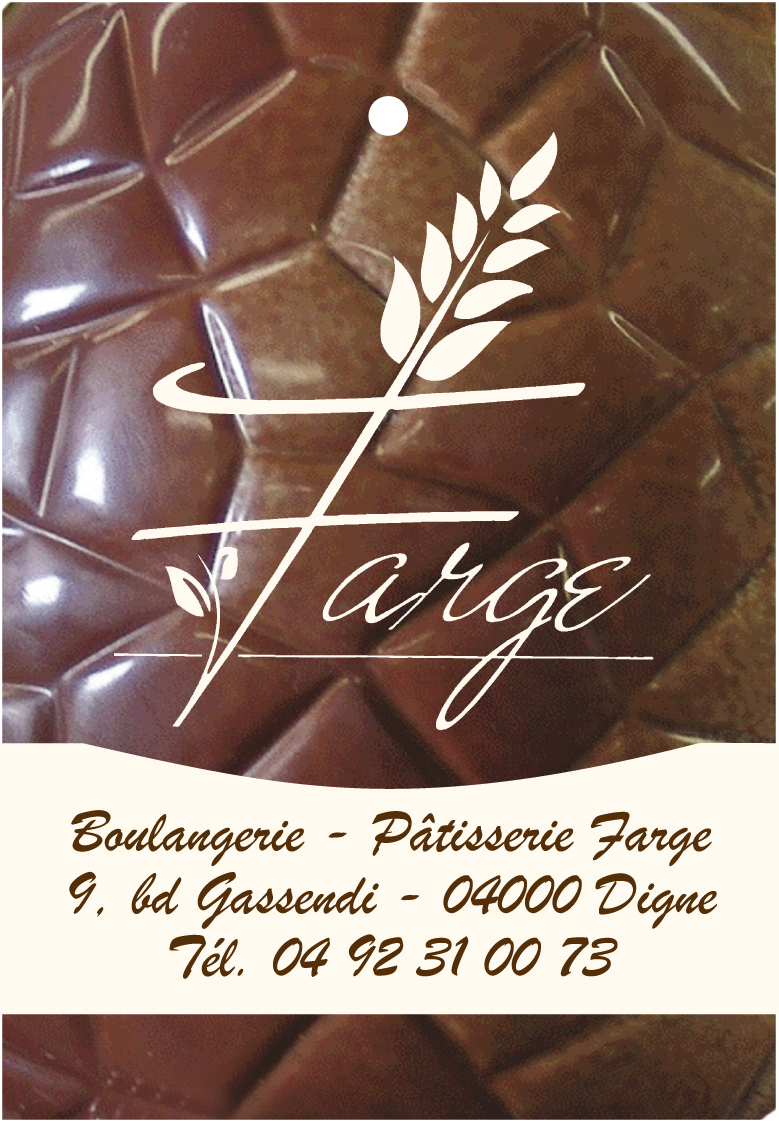 Farge
Boulangerie - Pâtisserie Farge
9, bd Gassendi - 04000 Digne
Tél. 04 92 31 00 73